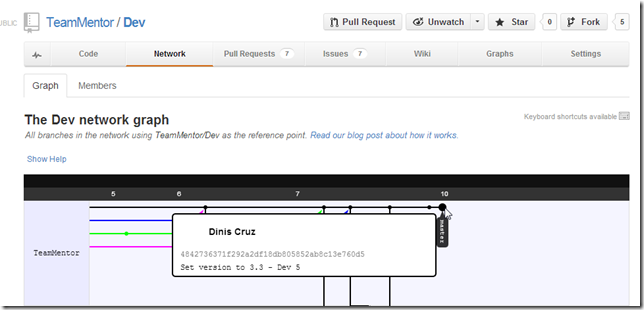 PUBLIC
TeamMentor / Dev
Pull Request
Unwatch
Star
0
Fork
5
Code
Network
Pull Requests 7
Issues 7
Wiki
Graphs
Settings
Graph
Members
The Dev network graph
Keyboard shortcuts available
All branches in the network using TeamMentor/Dev as the reference point. Read our blog post about how it works.
Show Help
5
6
7
10
master
TeamMentor
Dinis Cruz
4842736371f292a2df18db805852ab8c13e760d5
Set version to 3.3 - Dev 5